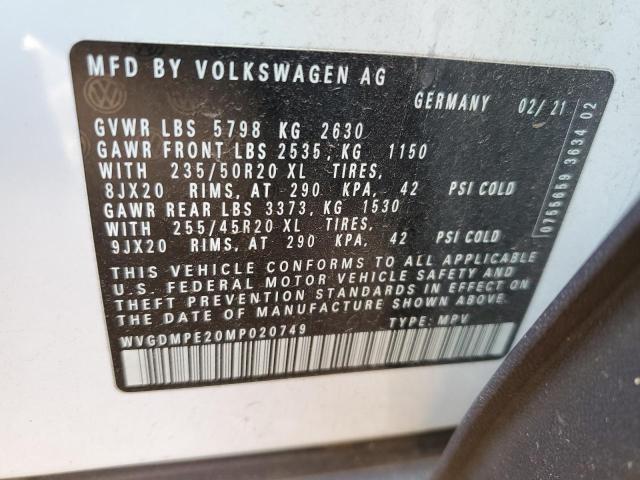 MFD BY VOLKSWAGEN AG
GERMANY 02/ 21
GVWR LBS 5798 KG 2630
GAWR FRONT LBS 2535, KG 1150
WITH 235/50R20 XL TIRES,
8JX20 RIMS, AT 290 KPA, 42 PSI COLD
GAWR REAR LBS 3373, KG 1530
WITH 255/45R20 XL TIRES,
9JX20 RIMS, AT 290 KPA, 42 PSI COLD
THIS VEHICLE CONFORMS TO ALL APPLICABLE
U.S. FEDERAL MOTOR VEHICLE SAFETY AND
THEFT PREVENTION STANDARDS IN EFFECT ON
THE DATE OF MANUFACTURE SHOWN ABOVE.
WVGDMPE20MP020749 TYPE: MPV
0755659 3634 02